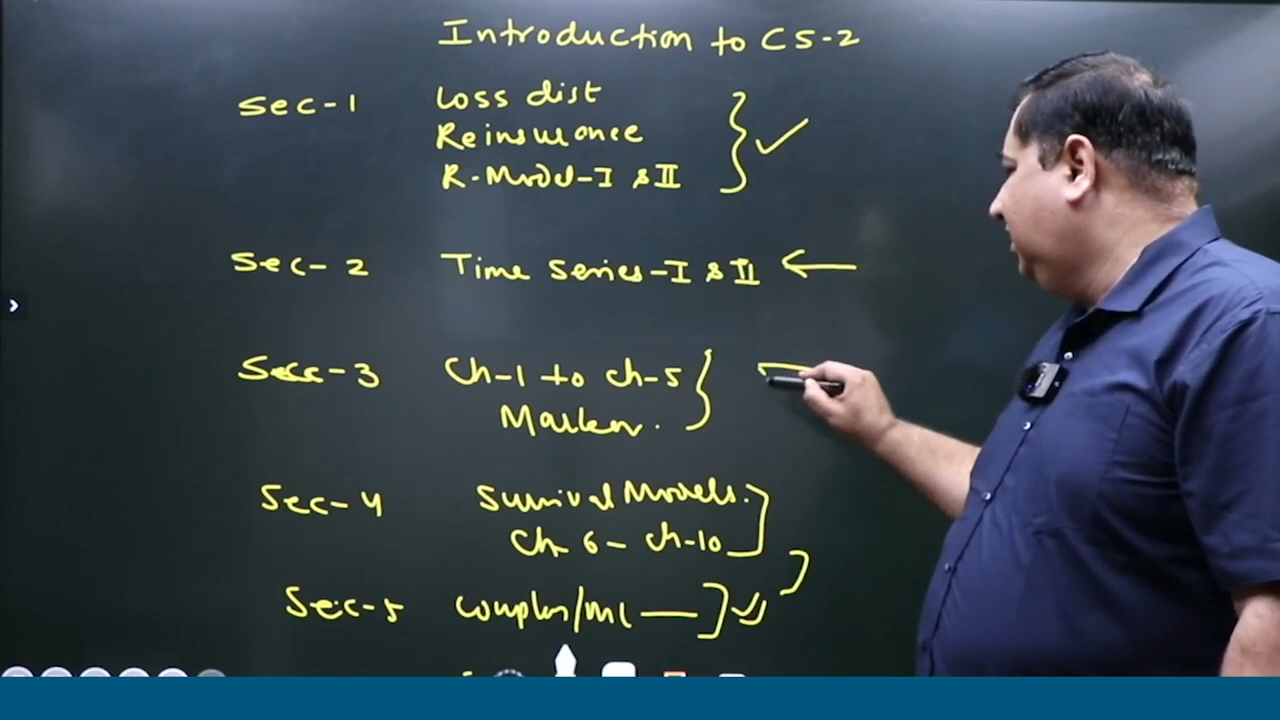 Introduction to CS-2
Sec-1 Loss dist
Reinsurance
R-Model-I & II
Sec-2 Time Series-I & II
Sec-3 Ch-1 to Ch-5
Markov.
Sec-4 Survival Models.
Ch 6 - Ch-10
Sec-5 /ML